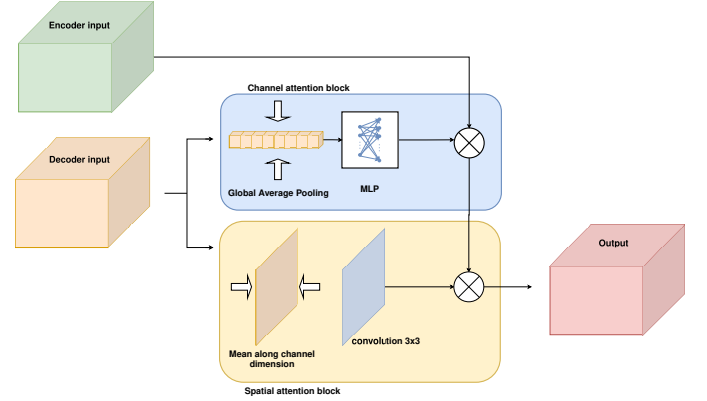 Encoder input
Channel attention block
Decoder input
Global Average Pooling
MLP
Output
convolution 3x3
Mean along channel
dimension
Spatial attention block